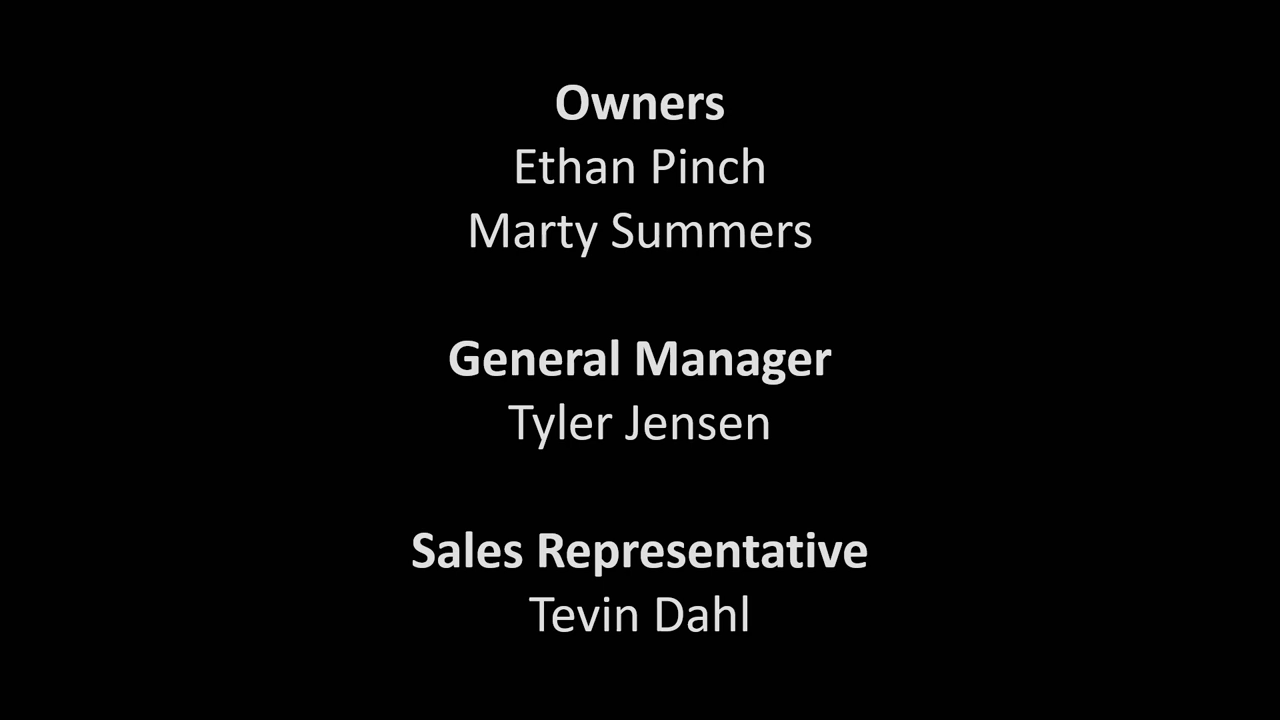 Owners
Ethan Pinch
Marty Summers
General Manager
Tyler Jensen
Sales Representative
Tevin Dahl